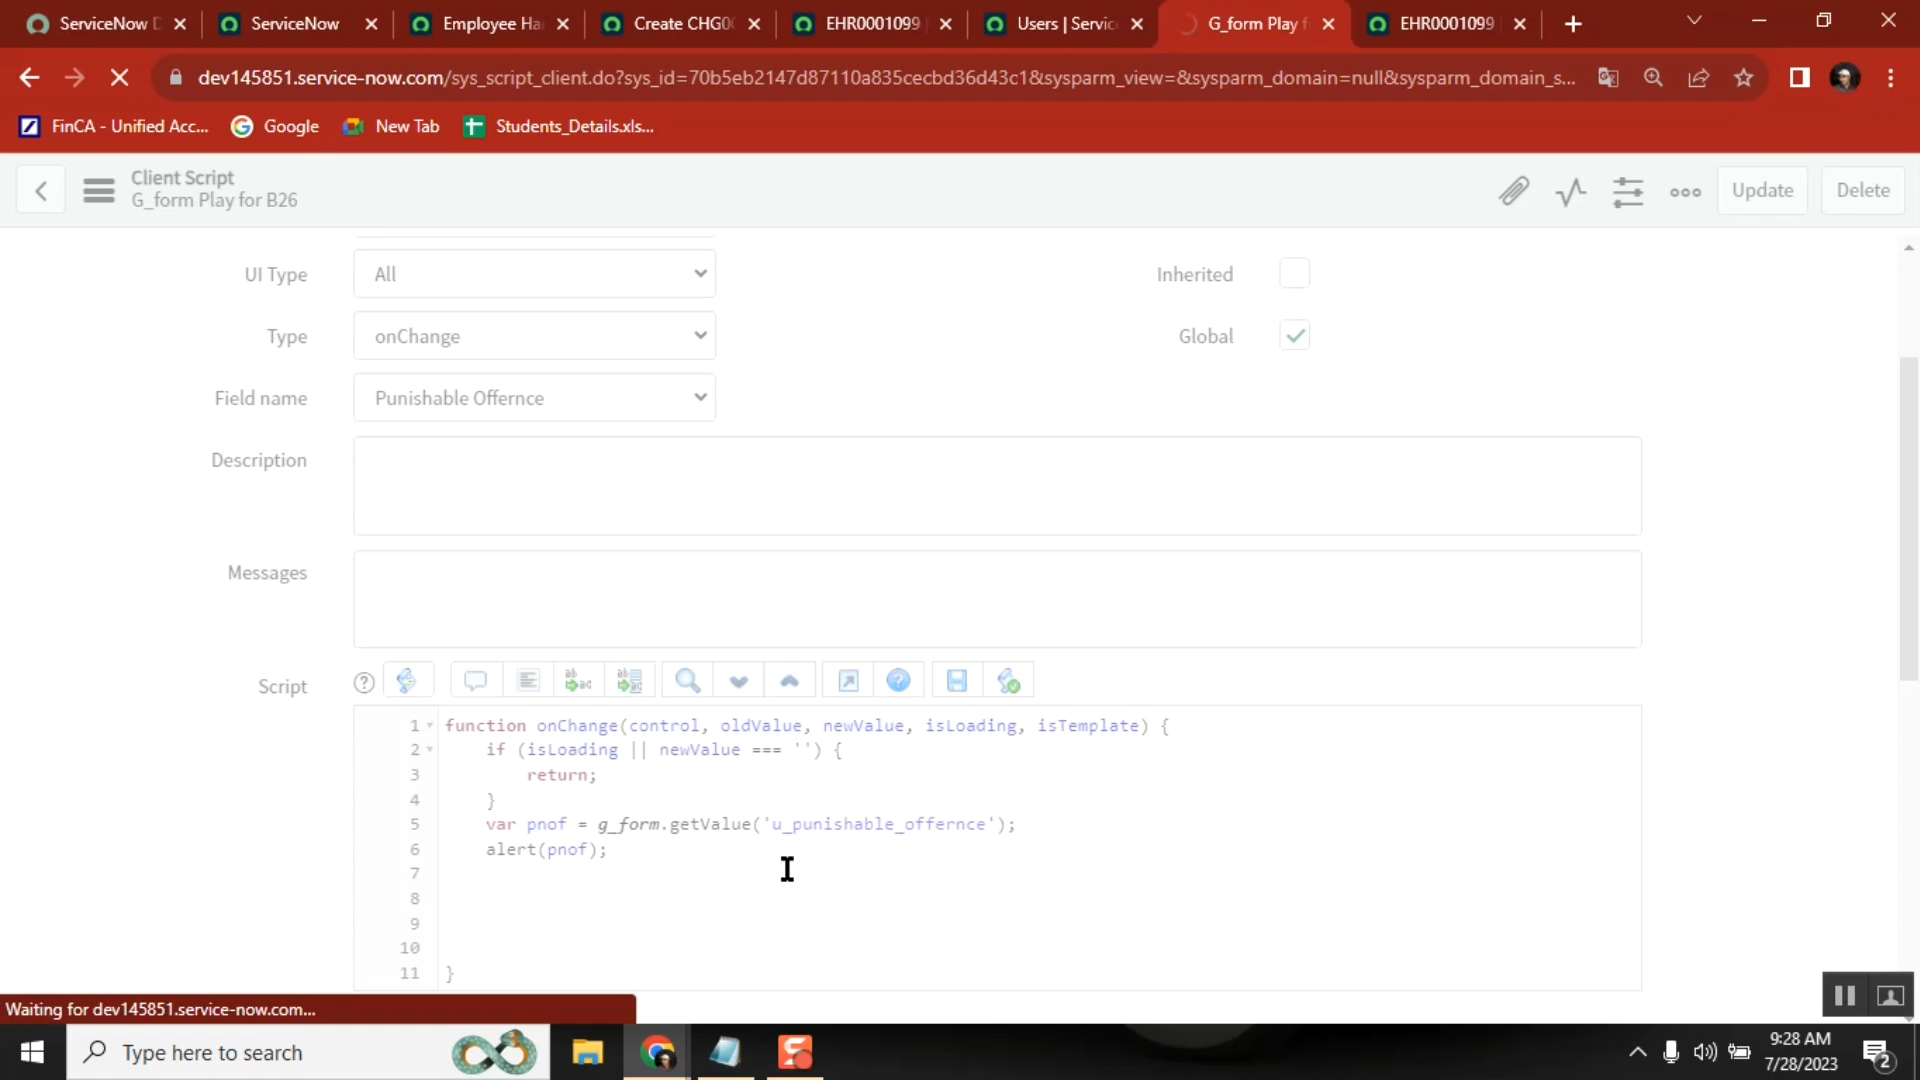 ServiceNow D
ServiceNow
Employee Ha
Create CHG00
EHR0001099
Users | Service
G_form Play f
EHR0001099
dev145851.service-now.com/sys_script_client.do?sys_id=70b5eb2147d87110a835cecbd36d43c1&sysparm_view=&sysparm_domain=null&sysparm_domain_s...
FinCA - Unified Acc...
Google
New Tab
Students_Details.xls...
Client Script
G_form Play for B26
Update
Delete
UI Type
All
Inherited
Type
onChange
Global
Field name
Punishable Offernce
Description
Messages
Script
1 function onChange(control, oldValue, newValue, isLoading, isTemplate) {
2 if (isLoading || newValue === '') {
3 return;
4 }
5 var pnof = g_form.getValue('u_punishable_offernce');
6 alert(pnof);
7
8
9
10
11 }
Waiting for dev145851.service-now.com...
Type here to search
9:28 AM
7/28/2023
2